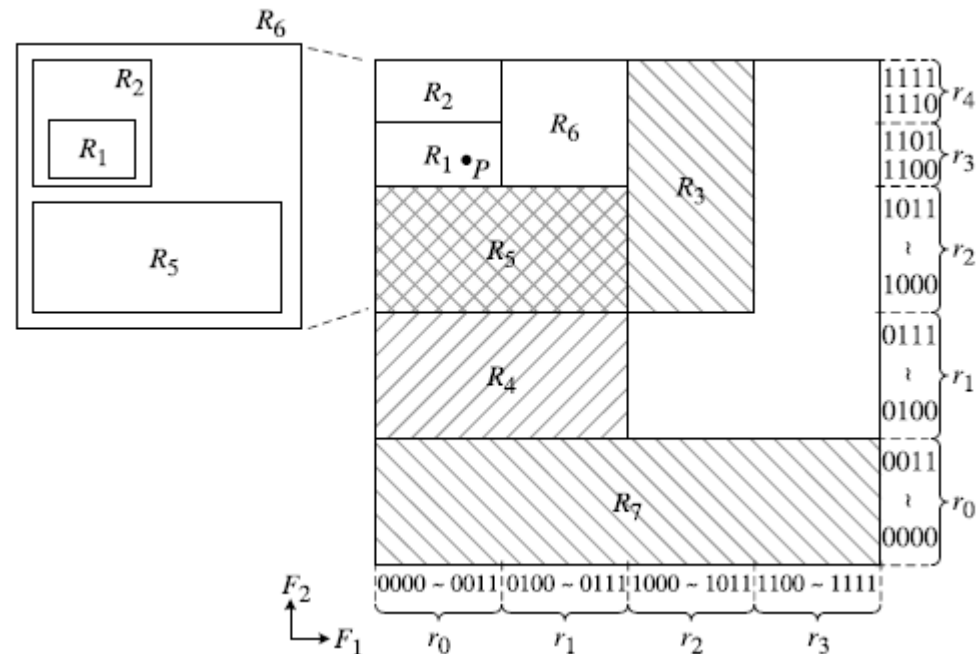 R6
R2
R1
R5
R2
R6
R1 P
R3
R5
R4
R7
1111
1110
r4
1101
1100
r3
1011
~
1000
r2
0111
~
0100
r1
0011
~
0000
r0
0000 ~ 0011 0100 ~ 0111 1000 ~ 1011 1100 ~ 1111
r0 r1 r2 r3
F2
F1